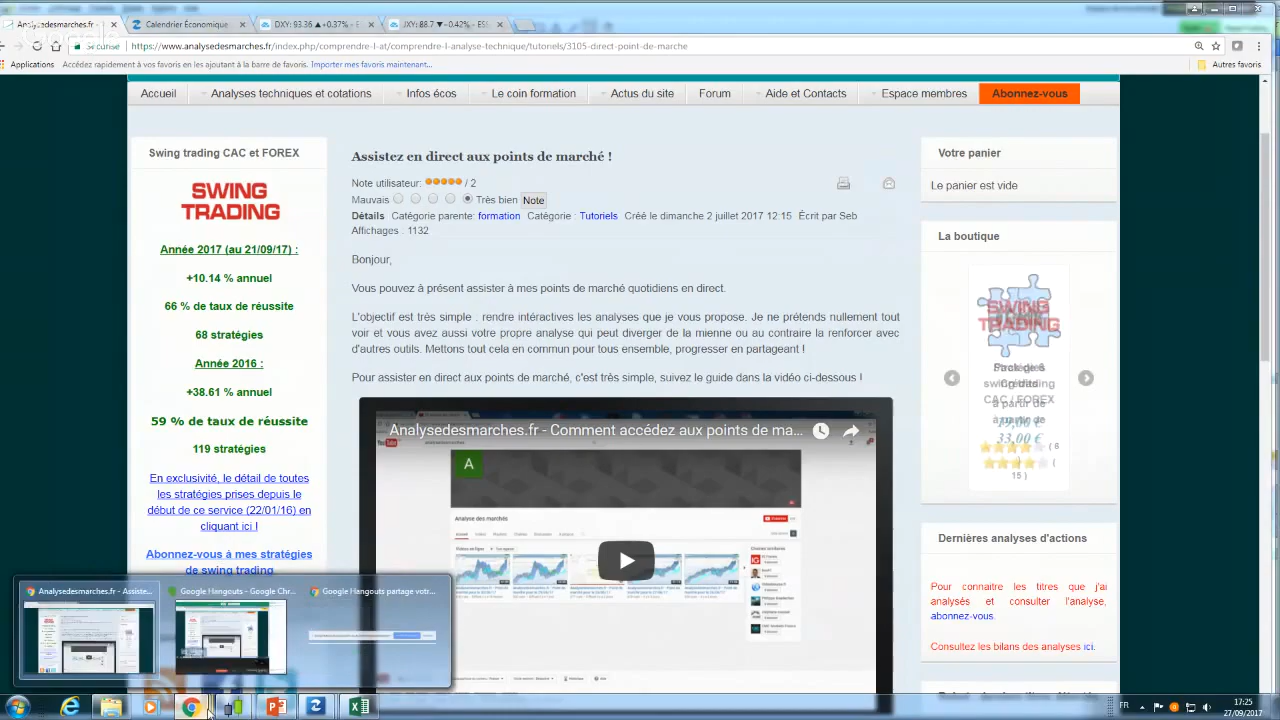 Analysedesmarches.fr
Calendrier Économique
DXY: 93.36 ▲+0.37%
JXY: 88.7 ▼−0.43%
Sécurisé
https://www.analysedesmarches.fr/index.php/comprendre-l-at/comprendre-l-analyse-technique/tutoriels/3105-direct-point-de-marche
Applications
Accédez rapidement à vos favoris en les ajoutant à la barre de favoris. Importer mes favoris maintenant...
Autres favoris
Accueil
Analyses techniques et cotations
Infos écos
Le coin formation
Actus du site
Forum
Aide et Contacts
Espace membres
Abonnez-vous
Swing trading CAC et FOREX
SWING
TRADING
Année 2017 (au 21/09/17) :
+10.14 % annuel
66 % de taux de réussite
68 stratégies
Année 2016 :
+38.61 % annuel
59 % de taux de réussite
119 stratégies
En exclusivité, le détail de toutes
les stratégies prises depuis le
début de ce service (22/01/16) en
cliquant ici !
Abonnez-vous à mes stratégies
de swing trading
Assistez en direct aux points de marché !
Note utilisateur: / 2
Mauvais Très bien Note
Détails Catégorie parente: formation Catégorie : Tutoriels Créé le dimanche 2 juillet 2017 12:15 Écrit par Seb
Affichages : 1132
Bonjour,
Vous pouvez à présent assister à mes points de marché quotidiens en direct.
L'objectif est très simple : rendre intéractives les analyses que je vous propose. Je ne prétends nullement tout
voir et vous avez aussi votre propre analyse qui peut diverger de la mienne ou au contraire la renforcer avec
d'autres outils. Mettons tout cela en commun pour tous ensemble, progresser en partageant !
Pour assister en direct aux points de marché, c'est très simple, suivez le guide dans la vidéo ci-dessous !
Analysedesmarches.fr - Comment accédez aux points de ma...
A
Analyse des marchés
Votre panier
Le panier est vide
La boutique
SWING
TRADING
swing trading
CAC / FOREX
à partir de
33,00 €
( 6
)
(
15 )
Dernières analyses d'actions
Pour connaitre les menus que j'ai
analysés et consulter l'analyse,
abonnez-vous.
Consultez les bilans des analyses ici.
Analysedesmarches.fr - Assiste...
Google Hangouts - Google Ch...
Google Hangouts partage votr...
FR
17:25
27/09/2017